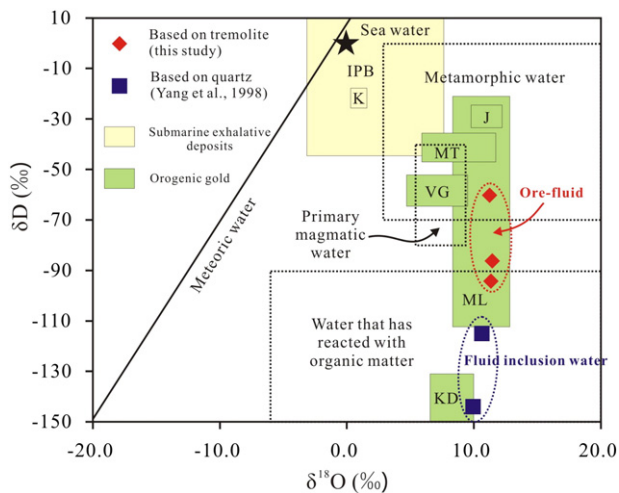 10
-10
-30
-50
-70
-90
-110
-130
-150
δD (‰)
Based on tremolite
(this study)
Based on quartz
(Yang et al., 1998)
Submarine exhalative
deposits
Orogenic gold
Meteoric water
Sea water
IPB
K
Metamorphic water
J
MT
VG
Primary
magmatic
water
Ore-fluid
ML
Water that has
reacted with
organic matter
Fluid inclusion water
KD
-20.0
-10.0
0.0
10.0
20.0
δ¹⁸O (‰)